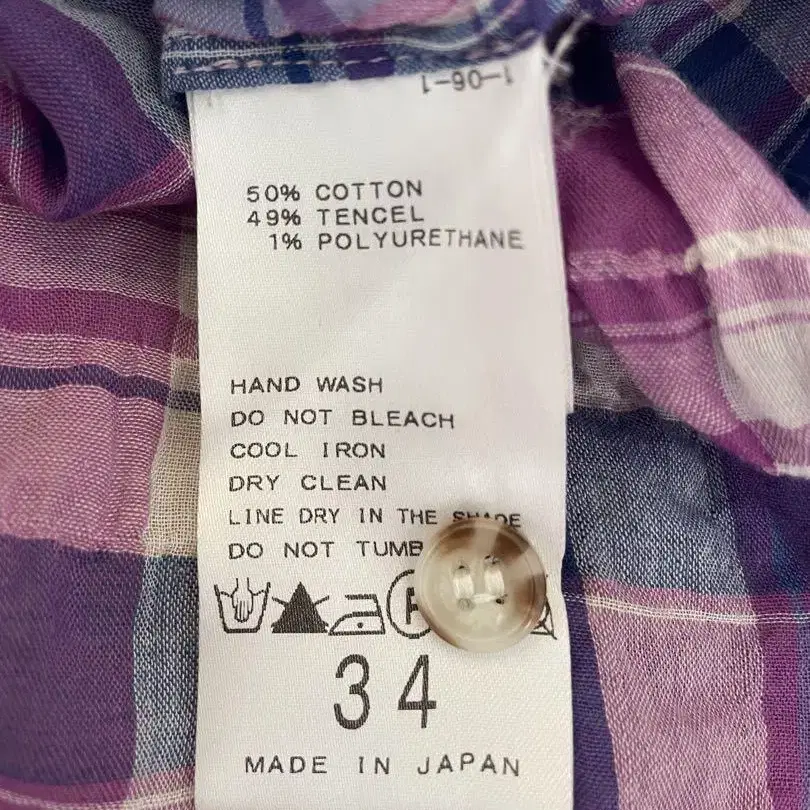 1-06-1
50% COTTON
49% TENCEL
1% POLYURETHANE
HAND WASH
DO NOT BLEACH
COOL IRON
DRY CLEAN
LINE DRY IN THE SHADE
DO NOT
34
MADE IN JAPAN